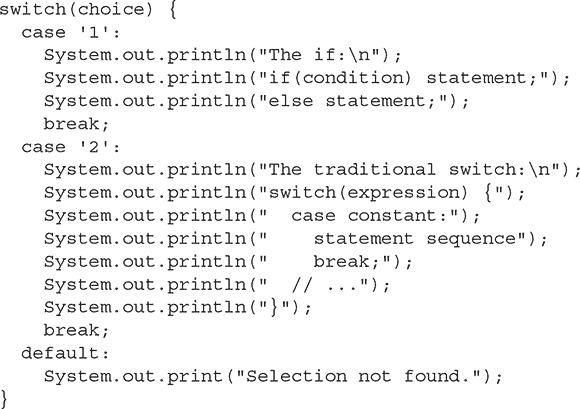 switch(choice) {
  case '1':
    System.out.println("The if:\n");
    System.out.println("if(condition) statement;");
    System.out.println("else statement;");
    break;
  case '2':
    System.out.println("The traditional switch:\n");
    System.out.println("switch(expression) {");
    System.out.println("  case constant:");
    System.out.println("    statement sequence");
    System.out.println("    break;");
    System.out.println("  // ...");
    System.out.println("}");
    break;
  default:
    System.out.print("Selection not found.");
}